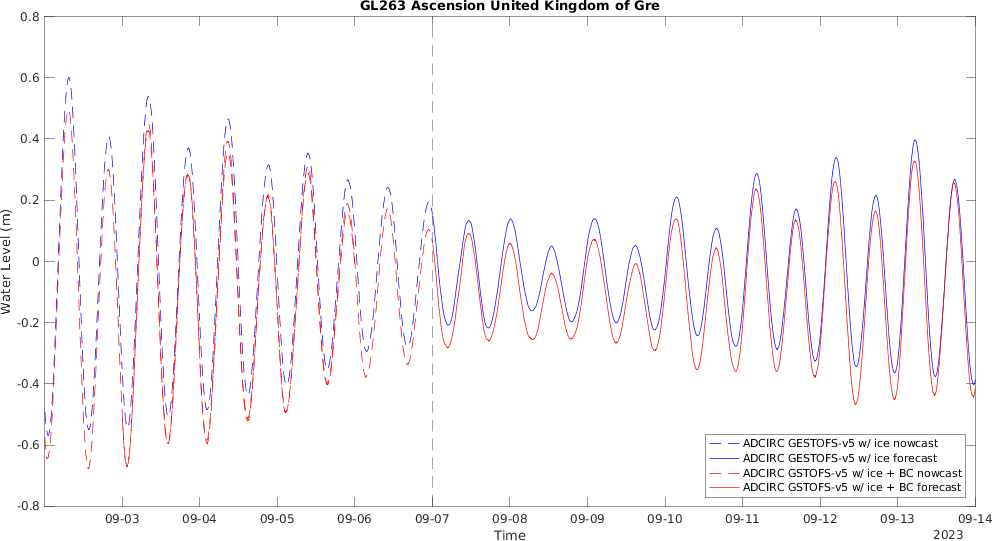 GL263 Ascension United Kingdom of Gre
0.8
0.6
0.4
0.2
0
-0.2
-0.4
-0.6
-0.8
Water Level (m)
09-03 09-04 09-05 09-06 09-07 09-08 09-09 09-10 09-11 09-12 09-13 09-14
Time
2023
ADCIRC GESTOFS-v5 w/ ice nowcast
ADCIRC GESTOFS-v5 w/ ice forecast
ADCIRC GSTOFS-v5 w/ ice + BC nowcast
ADCIRC GSTOFS-v5 w/ ice + BC forecast